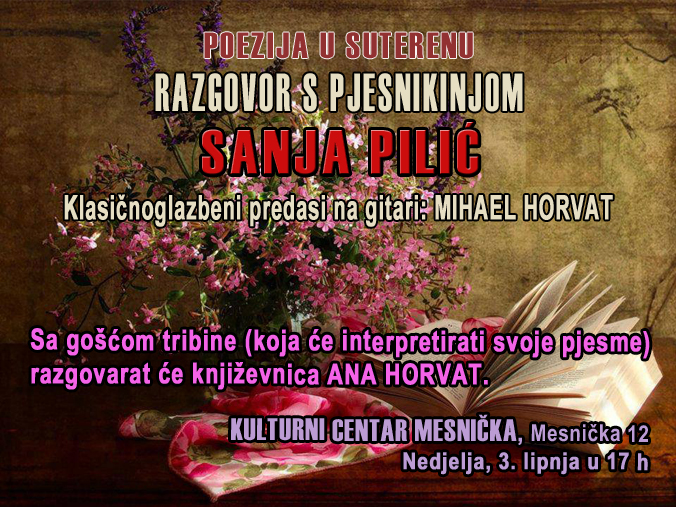 POEZIJA U SUTERENU
RAZGOVOR S PJESNIKINJOM
SANJA PILIĆ
Klasičnoglazbeni predasi na gitari: MIHAEL HORVAT
Sa gošćom tribine (koja će interpretirati svoje pjesme)
razgovarat će književnica ANA HORVAT.
KULTURNI CENTAR MESNIČKA, Mesnička 12
Nedjelja, 3. lipnja u 17 h